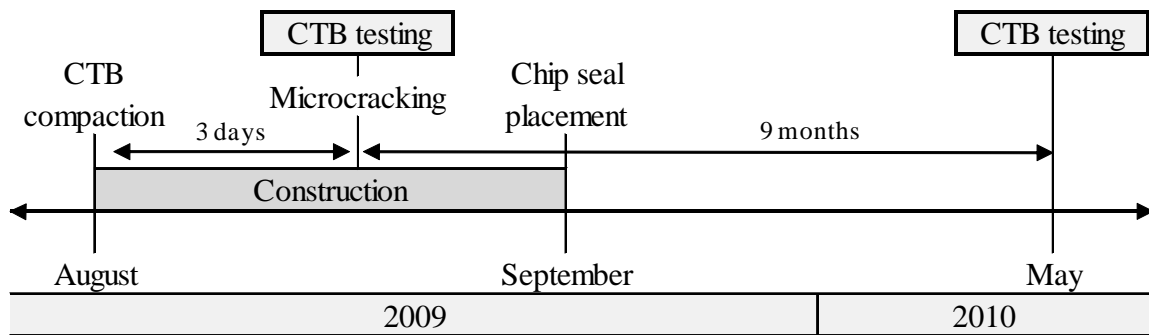 CTB testing
CTB testing
CTB
compaction
Microcracking
Chip seal
placement
3 days
9 months
Construction
August
September
May
2009
2010